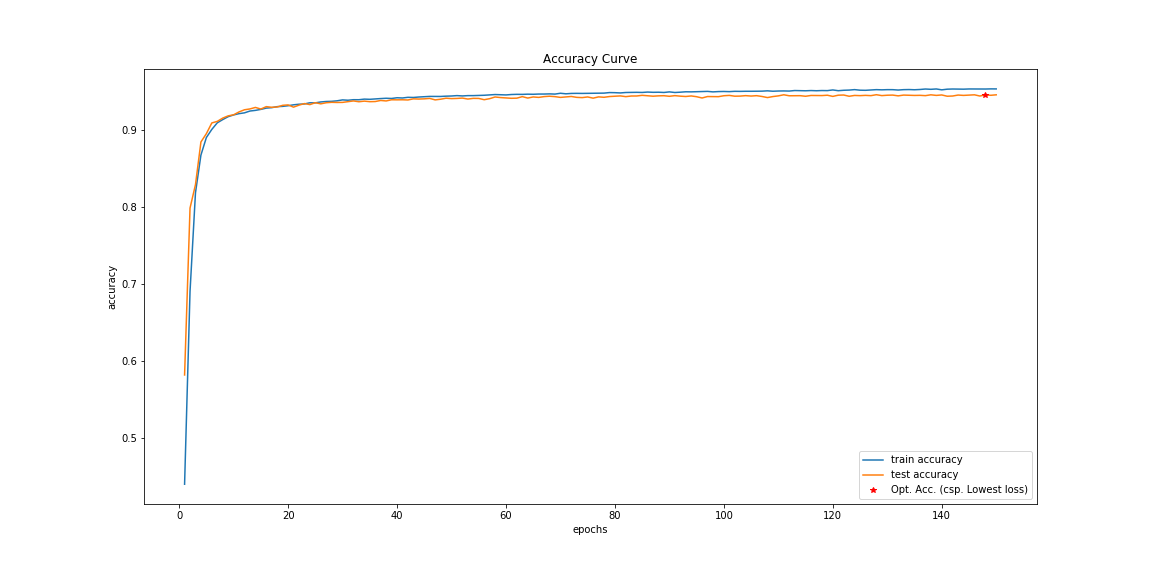 Accuracy Curve
accuracy
0.9
0.8
0.7
0.6
0.5
0 20 40 60 80 100 120 140
epochs
train accuracy
test accuracy
Opt. Acc. (csp. Lowest loss)